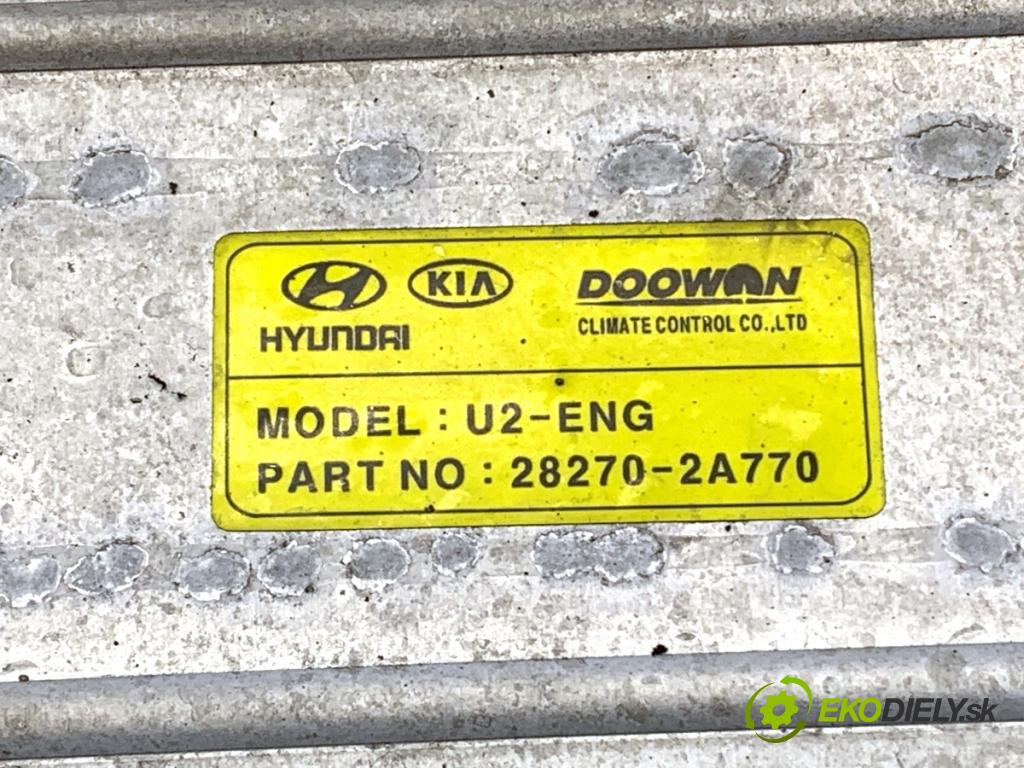 KIA DOOWON
HYUNDAI CLIMATE CONTROL CO.,LTD
MODEL : U2-ENG
PART NO : 28270-2A770
EKODIELY.sk